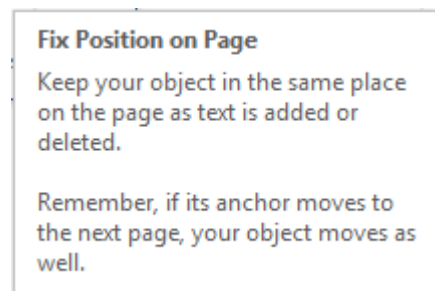 Fix Position on Page
Keep your object in the same place
on the page as text is added or
deleted.
Remember, if its anchor moves to
the next page, your object moves as
well.